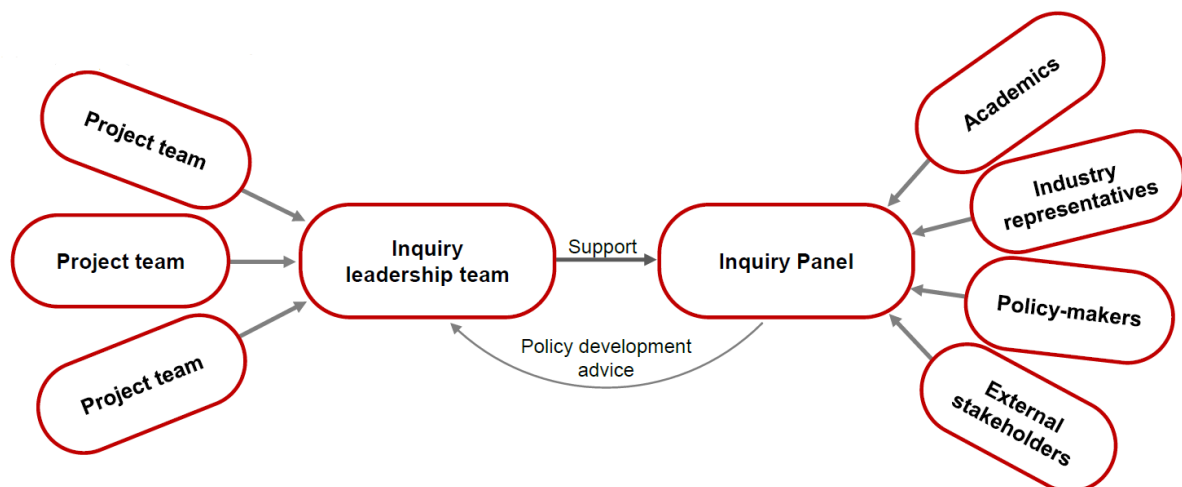 Project team
Project team
Project team
Inquiry
leadership team
Support
Policy development
advice
Inquiry Panel
Academics
Industry
representatives
Policy-makers
External
stakeholders